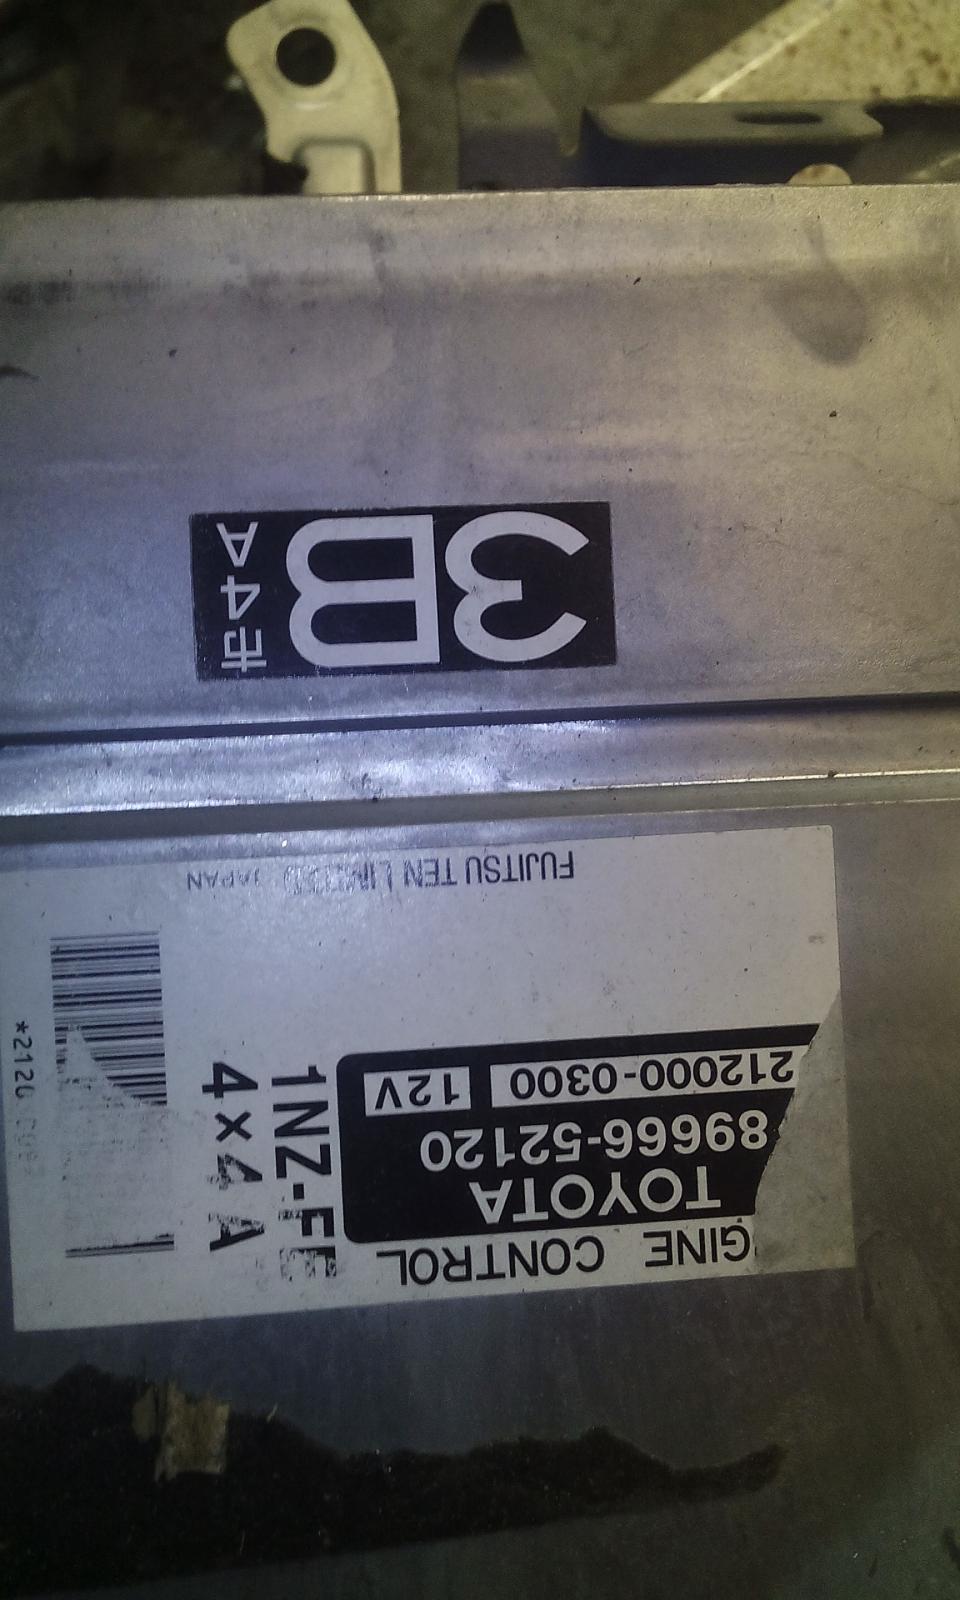 GINE CONTROL
TOYOTA
89666-52120
212000-0300 12V
1NZ-FE
4×4 A
FUJITSU TEN LIMITED JAPAN
3B
市4A